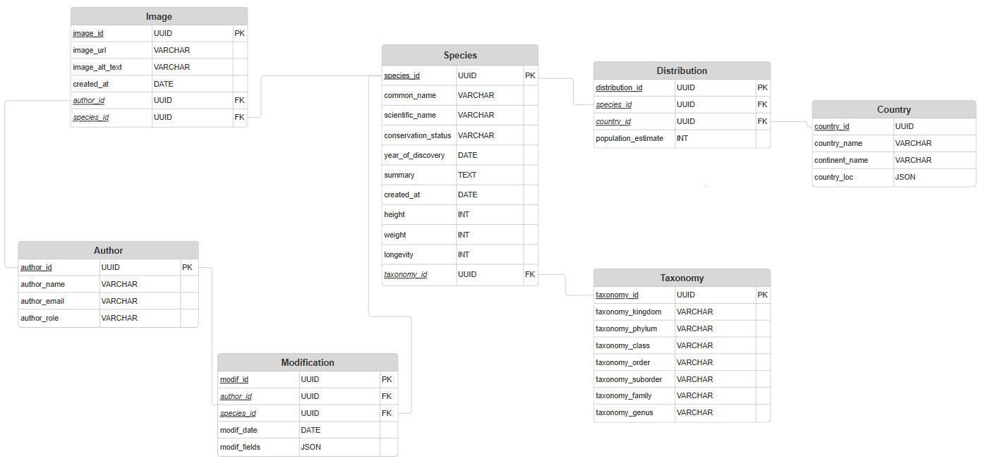 Image
image_id UUID PK
image_url VARCHAR
image_alt_text VARCHAR
created_at DATE
author_id UUID FK
species_id UUID FK
Species
species_id UUID PK
common_name VARCHAR
scientific_name VARCHAR
conservation_status VARCHAR
year_of_discovery DATE
summary TEXT
created_at DATE
height INT
weight INT
longevity INT
taxonomy_id UUID FK
Distribution
distribution_id UUID PK
species_id UUID FK
country_id UUID FK
population_estimate INT
Country
country_id UUID
country_name VARCHAR
continent_name VARCHAR
country_loc JSON
Author
author_id UUID PK
author_name VARCHAR
author_email VARCHAR
author_role VARCHAR
Taxonomy
taxonomy_id UUID PK
taxonomy_kingdom VARCHAR
taxonomy_phylum VARCHAR
taxonomy_class VARCHAR
taxonomy_order VARCHAR
taxonomy_suborder VARCHAR
taxonomy_family VARCHAR
taxonomy_genus VARCHAR
Modification
modif_id UUID PK
author_id UUID FK
species_id UUID FK
modif_date DATE
modif_fields JSON